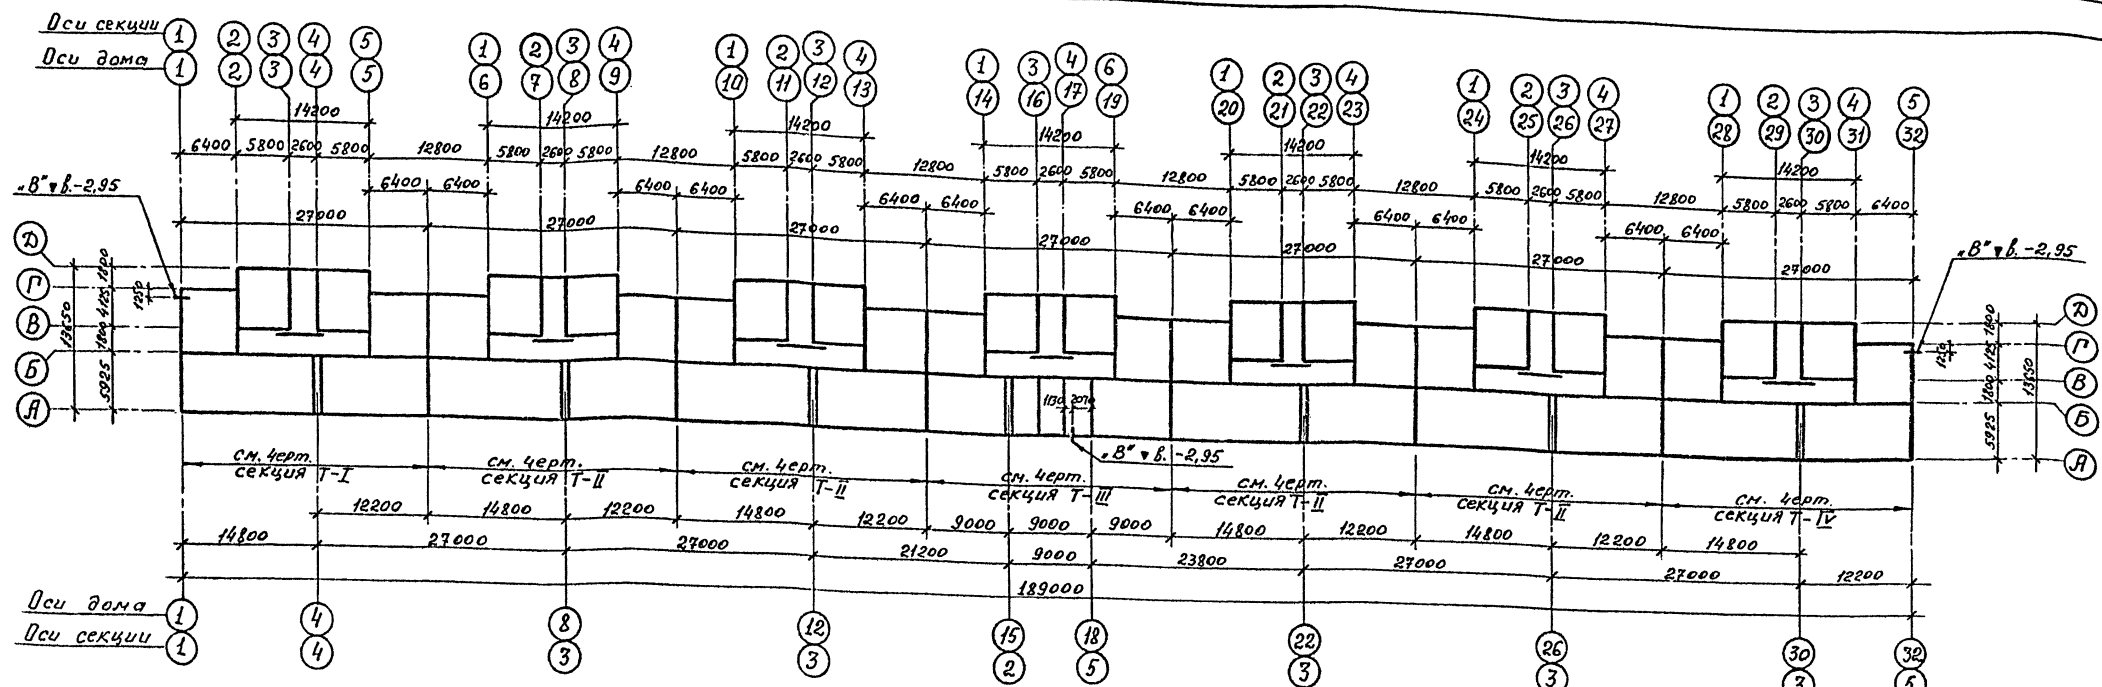 Оси секции 1 2 3 4 5 1 2 3 4 1 2 3 4 1 3 4 6 1 2 3 4 1 2 3 4 1 2 3 4 5
Оси дома 1 2 3 4 5 6 7 8 9 10 11 12 13 14 16 17 19 20 21 22 23 24 25 26 27 28 29 30 31 32
14200 14200 14200 14200 14200 14200 14200
6400 5800 2600 5800 12800 5800 2600 5800 12800 5800 2600 5800 12800 5800 2600 5800 12800 5800 2600 5800 12800 5800 2600 5800 12800 5800 2600 5800 6400
6400 6400 6400 6400 6400 6400 6400 6400 6400 6400 6400 6400
„В" ▼ в.-2,95
27000 27000 27000 27000 27000 27000 27000
„В" ▼ в.-2,95
Д
Г
В
Б
А
13650
1800
4125
1800
5925
1250
Д
Г
В
Б
А
1250
1800
4125
1800
5925
13650
1130 2070
„В" ▼ в.-2,95
см. черт.
секция Т-I
см. черт.
секция Т-II
см. черт.
секция Т-II
см. черт.
секция Т-III
см. черт.
секция Т-II
см. черт.
секция Т-II
см. черт.
секция Т-IV
12200 14800 12200 14800 12200 9000 9000 9000 14800 12200 14800 12200 14800
14800 27000 27000 21200 9000 23800 27000 27000 12200
189000
Оси дома 1 4 8 12 15 18 22 26 30 32
Оси секции 1 4 3 3 2 5 3 3 3 5